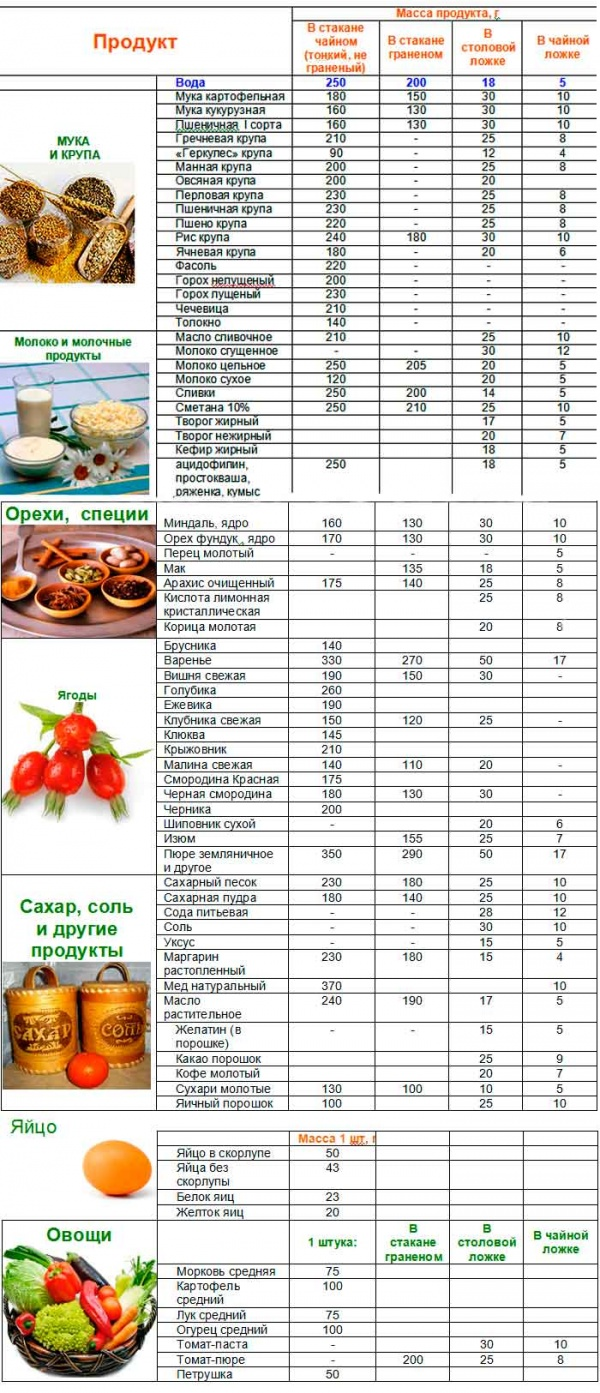 Продукт
Масса продукта, г
В стакане чайном (тонкий, не граненый) В стакане граненом В столовой ложке В чайной ложке
Вода 250 200 18 5
МУКА И КРУПА
Мука картофельная 180 150 30 10
Мука кукурузная 160 130 30 10
Пшеничная I сорта 160 130 30 10
Гречневая крупа 210 - 25 8
«Геркулес» крупа 90 - 12 4
Манная крупа 200 - 25 8
Овсяная крупа 200 - 20
Перловая крупа 230 - 25 8
Пшеничная крупа 230 - 25 8
Пшено крупа 220 - 25 8
Рис крупа 240 180 30 10
Ячневая крупа 180 - 20 6
Фасоль 220 - - -
Горох нелущеный 200 - - -
Горох лущеный 230 - - -
Чечевица 210 - - -
Толокно 140 - - -
Молоко и молочные продукты
Масло сливочное 210 25 10
Молоко сгущенное - - 30 12
Молоко цельное 250 205 20 5
Молоко сухое 120 20 5
Сливки 250 200 14 5
Сметана 10% 250 210 25 10
Творог жирный 17 5
Творог нежирный 20 7
Кефир жирный 18 5
ацидофилин, 250 18 5
простокваша,
ряженка, кумыс
Орехи, специи
Миндаль, ядро 160 130 30 10
Орех фундук, ядро 170 130 30 10
Перец молотый - - - 5
Мак 135 18 5
Арахис очищенный 175 140 25 8
Кислота лимонная 25 8
кристаллическая
Корица молотая 20 8
Ягоды
Брусника 140
Варенье 330 270 50 17
Вишня свежая 190 150 30 -
Голубика 260
Ежевика 190
Клубника свежая 150 120 25 -
Клюква 145
Крыжовник 210
Малина свежая 140 110 20 -
Смородина Красная 175
Черная смородина 180 130 30 -
Черника 200
Шиповник сухой - 20 6
Изюм 155 25 7
Пюре земляничное 350 290 50 17
и другое
Сахар, соль
и другие
продукты
САХАР
СОЛЬ
Сахарный песок 230 180 25 10
Сахарная пудра 180 140 25 10
Сода питьевая - - 28 12
Соль - - 30 10
Уксус - - 15 5
Маргарин 230 180 15 4
растопленный
Мед натуральный 370 10
Масло 240 190 17 5
растительное
Желатин (в - - 15 5
порошке)
Какао порошок 25 9
Кофе молотый 20 7
Сухари молотые 130 100 10 5
Яичный порошок 100 25 10
Яйцо
Масса 1 шт, г
Яйцо в скорлупе 50
Яйца без 43
скорлупы
Белок яиц 23
Желток яиц 20
Овощи
1 штука: В стакане граненом В столовой ложке В чайной ложке
Морковь средняя 75
Картофель 100
средний
Лук средний 75
Огурец средний 100
Томат-паста - 30 10
Томат-пюре - 200 25 8
Петрушка 50